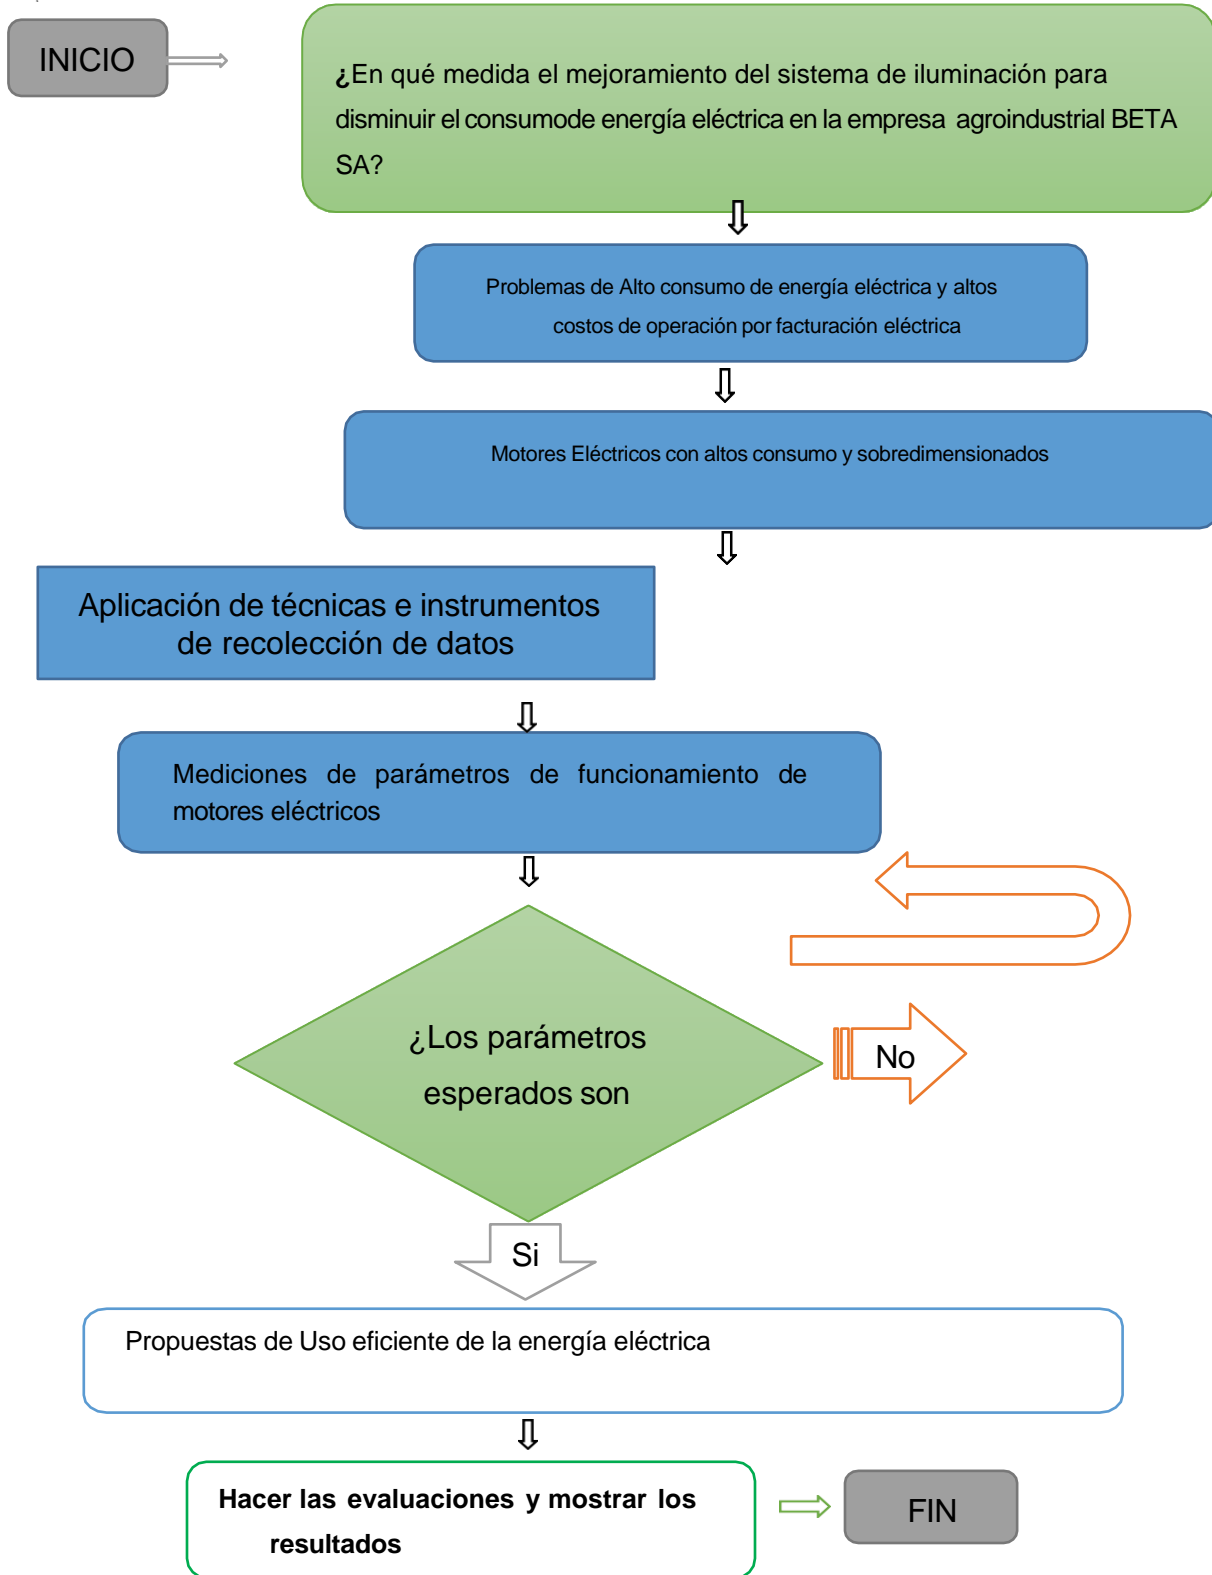 INICIO
¿En qué medida el mejoramiento del sistema de iluminación para
disminuir el consumode energía eléctrica en la empresa agroindustrial BETA
SA?
Problemas de Alto consumo de energía eléctrica y altos
costos de operación por facturación eléctrica
Motores Eléctricos con altos consumo y sobredimensionados
Aplicación de técnicas e instrumentos
de recolección de datos
Mediciones de parámetros de funcionamiento de
motores eléctricos
¿Los parámetros
esperados son
No
Si
Propuestas de Uso eficiente de la energía eléctrica
Hacer las evaluaciones y mostrar los
resultados
FIN